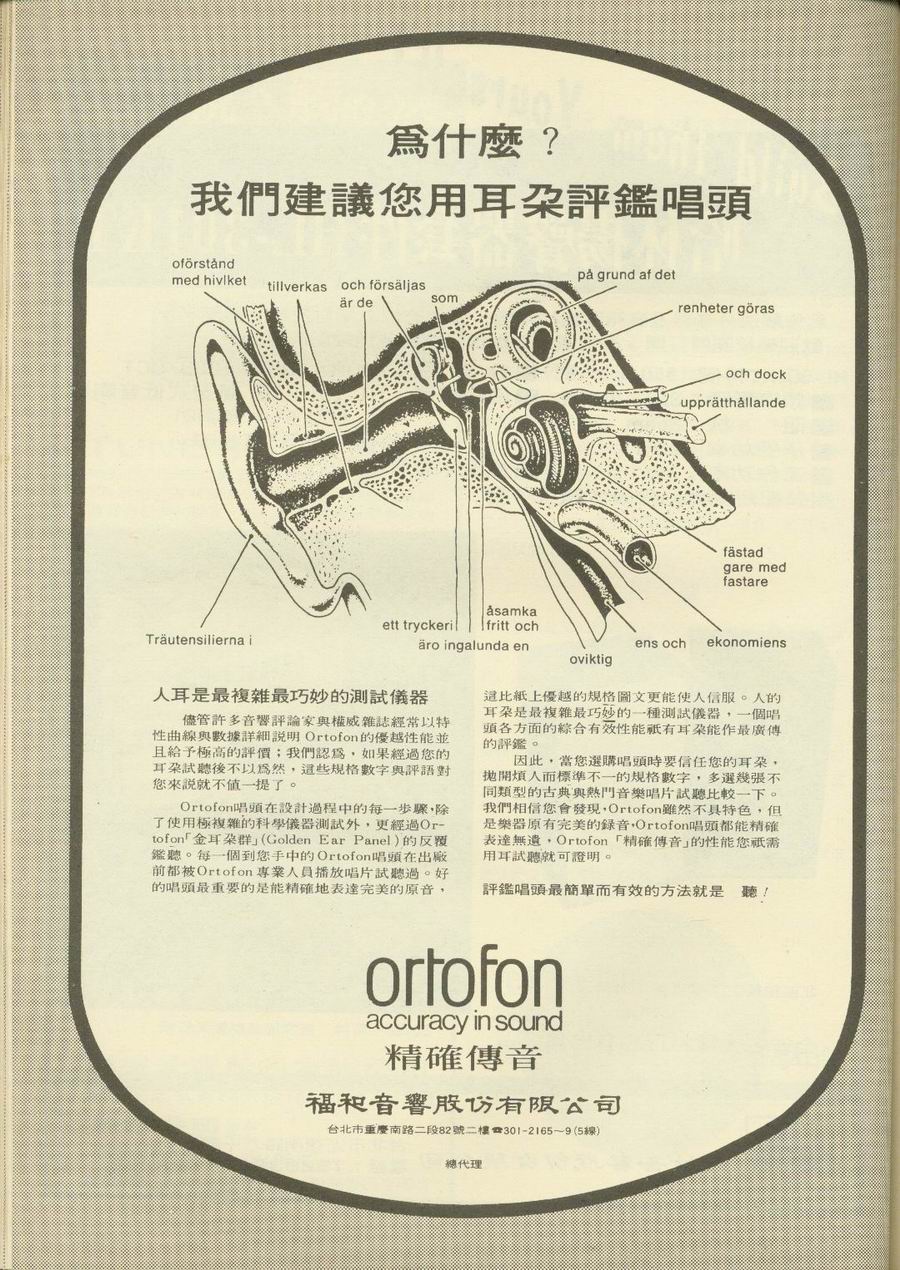 爲什麼？
我們建議您用耳朶評鑑唱頭
oförstånd
med hivlket
tillverkas
och försäljas
är de
som
på grund af det
renheter göras
och dock
upprätthållande
fästad
gare med
fastare
Träutensilierna i
ett tryckeri
åsamka
fritt och
äro ingalunda en
oviktig
ens och
ekonomiens
人耳是最複雜最巧妙的測試儀器
儘管許多音響評論家與權威雜誌經常以特
性曲線與數據詳細說明 Ortofon的優越性能並
且給予極高的評價；我們認爲，如果經過您的
耳朶試聽後不以爲然，這些規格數字與評語對
您來說就不値一提了。
Ortofon唱頭在設計過程中的每一步驟，除
了使用極複雜的科學儀器測試外，更經過Or-
tofon「金耳朶群」(Golden Ear Panel)的反覆
鑑聽。每一個到您手中的Ortofon唱頭在出廠
前都被Ortofon 專業人員播放唱片試聽過。好
的唱頭最重要的是能精確地表達完美的原音，
這比紙上優越的規格圖文更能使人信服。人的
耳朶是最複雜最巧妙的一種測試儀器，一個唱
頭各方面的綜合有效性能祇有耳朶能作最廣傳
的評鑑。
因此，當您選購唱頭時要信任您的耳朶，
拋開煩人而標準不一的規格數字，多選幾張不
同類型的古典與熱門音樂唱片試聽比較一下。
我們相信您會發現，Ortofon雖然不具特色，但
是樂器原有完美的錄音，Ortofon唱頭都能精確
表達無遺，Ortofon「精確傳音」的性能您祇需
用耳試聽就可證明。
評鑑唱頭最簡單而有效的方法就是　聽！
ortofon
accuracy in sound
精確傳音
福和音響股份有限公司
台北市重慶南路二段82號二樓☎301-2165～9(5線)
總代理